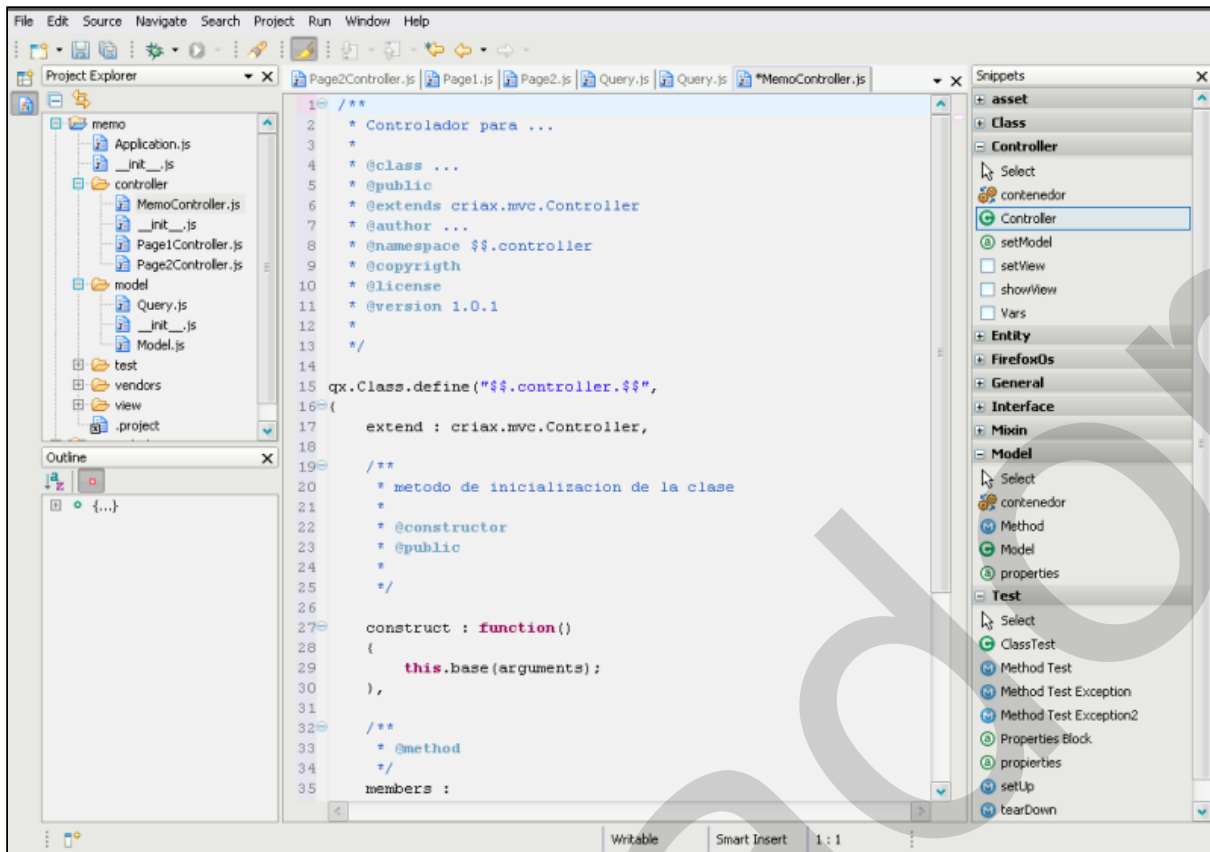 File Edit Source Navigate Search Project Run Window Help
Project Explorer
memo
Application.js
__init__.js
controller
MemoController.js
__init__.js
Page1Controller.js
Page2Controller.js
model
Query.js
__init__.js
Model.js
test
vendors
view
.project
Outline
{...}
Page2Controller.js Page1.js Page2.js Query.js Query.js *MemoController.js
1 /**
2 * Controlador para ...
3 *
4 * @class ...
5 * @public
6 * @extends criax.mvc.Controller
7 * @author ...
8 * @namespace $$.controller
9 * @copyrigth
10 * @license
11 * @version 1.0.1
12 *
13 */
14
15 qx.Class.define("$$.controller.$$",
16 {
17 extend : criax.mvc.Controller,
18
19 /**
20 * metodo de inicializacion de la clase
21 *
22 * @constructor
23 * @public
24 *
25 */
26
27 construct : function()
28 {
29 this.base(arguments);
30 },
31
32 /**
33 * @method
34 */
35 members :
Snippets
asset
Class
Controller
Select
contenedor
Controller
setModel
setView
showView
Vars
Entity
FirefoxOs
General
Interface
Mixin
Model
Select
contenedor
Method
Model
properties
Test
Select
ClassTest
Method Test
Method Test Exception
Method Test Exception2
Properties Block
propierties
setUp
tearDown
Writable Smart Insert 1 : 1